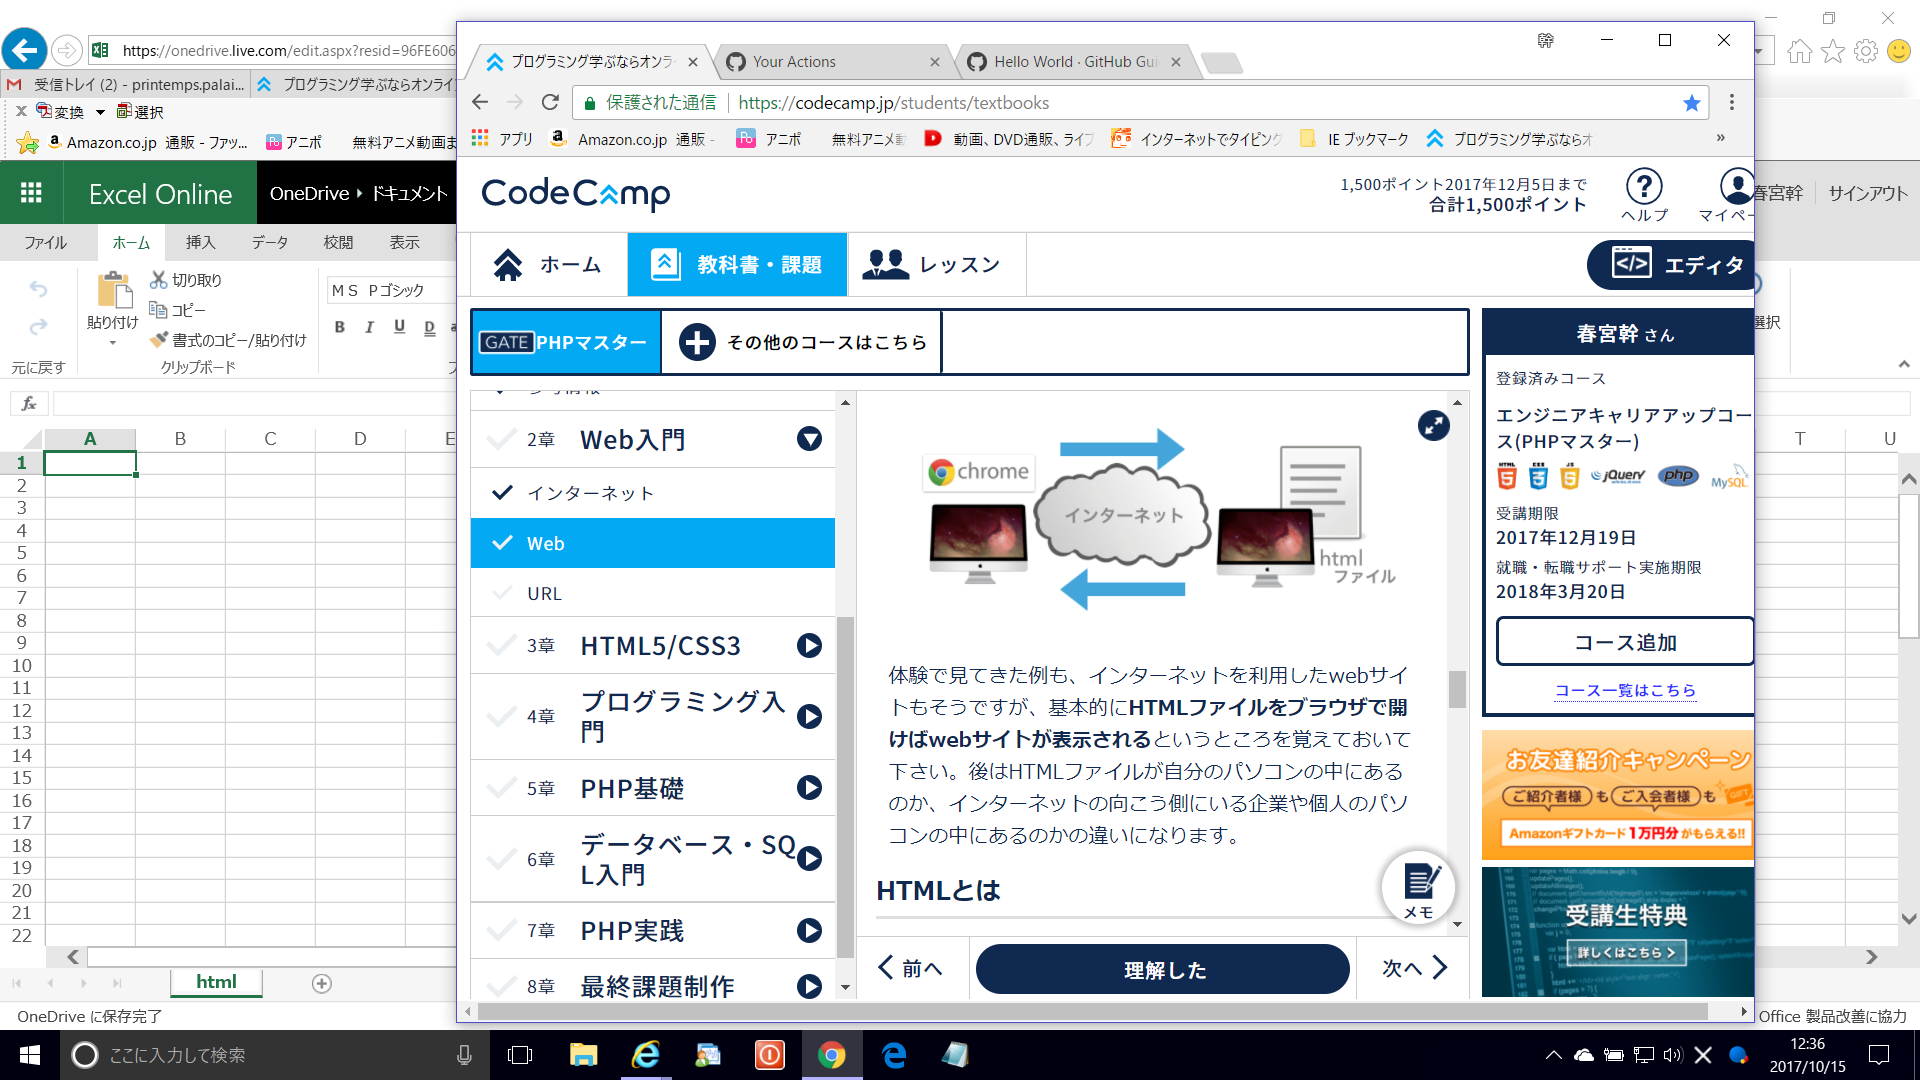 https://onedrive.live.com/edit.aspx?resid=96FE606
受信トレイ (2) - printemps.palai...
プログラミング学ぶならオンライ
x 変換 選択
Amazon.co.jp 通販 - ファッ...
アニポ
無料アニメ動画ま
Excel Online
OneDrive ドキュメント
春宮幹
サインアウト
ファイル ホーム 挿入 データ 校閲 表示
貼り付け
切り取り
コピー
書式のコピー/貼り付け
元に戻す
クリップボード
ＭＳ Ｐゴシック
B I U D
選択
fx
A B C D E T U
1
2
3
4
5
6
7
8
9
10
11
12
13
14
15
16
17
18
19
20
21
22
html
OneDrive に保存完了
Office 製品改善に協力
幹
プログラミング学ぶならオンラ
Your Actions
Hello World · GitHub Gui
保護された通信
https://codecamp.jp/students/textbooks
アプリ
Amazon.co.jp 通販 -
アニポ
無料アニメ動
動画、DVD通販、ライブ
インターネットでタイピング
IE ブックマーク
プログラミング学ぶならオ
»
CodeCamp
1,500ポイント2017年12月5日まで
合計1,500ポイント
ヘルプ
マイペー
ホーム
教科書・課題
レッスン
</> エディタ
GATE PHPマスター
その他のコースはこちら
参考情報
2章 Web入門
インターネット
Web
URL
3章 HTML5/CSS3
4章 プログラミング入
門
5章 PHP基礎
6章 データベース・SQ
L入門
7章 PHP実践
8章 最終課題制作
chrome
インターネット
html
ファイル
体験で見てきた例も、インターネットを利用したwebサイ
トもそうですが、基本的にHTMLファイルをブラウザで開
けばwebサイトが表示されるというところを覚えておいて
下さい。後はHTMLファイルが自分のパソコンの中にある
のか、インターネットの向こう側にいる企業や個人のパソ
コンの中にあるのかの違いになります。
HTMLとは
メモ
前へ
理解した
次へ
春宮幹 さん
登録済みコース
エンジニアキャリアアップコー
ス(PHPマスター)
HTML 5 CSS 3 JS 5 jQuery php MySQL
受講期限
2017年12月19日
就職・転職サポート実施期限
2018年3月20日
コース追加
コース一覧はこちら
お友達紹介キャンペーン
ご紹介者様 も ご入会者様 も GIFT
Amazonギフトカード 1万円分 がもらえる!!
受講生特典
詳しくはこちら >
ここに入力して検索
12:36
2017/10/15